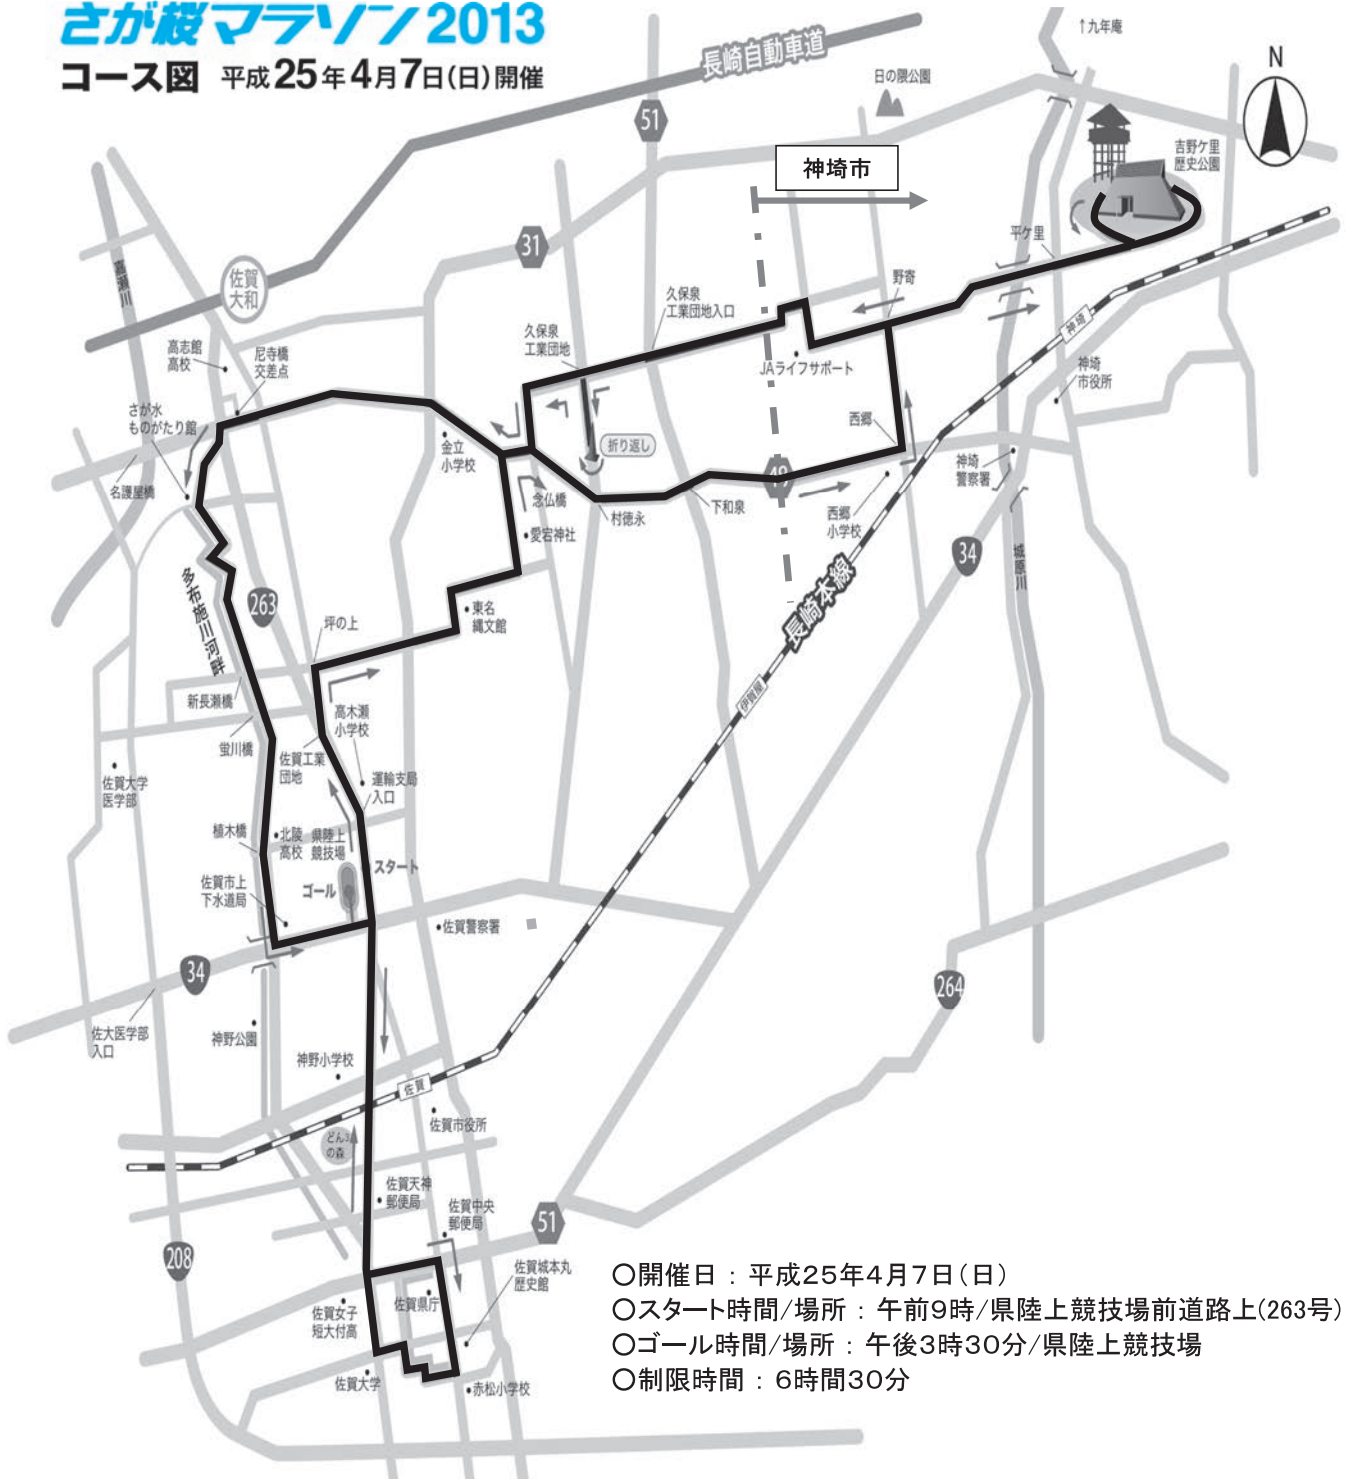 さが桜マラソン2013
コース図 平成25年4月7日(日)開催
長崎自動車道
↑九年庵
日の隈公園
N
51
神埼市
吉野ケ里
歴史公園
31
平ケ里
嘉瀬川
佐賀
大和
野寄
久保泉
工業団地入口
久保泉
工業団地
高志館
高校
尼寺橋
交差点
JAライフサポート
神埼
神埼
市役所
さが水
ものがたり館
金立
小学校
折り返し
西郷
名護屋橋
念仏橋
49
神埼
警察署
村徳永
下和泉
西郷
小学校
愛宕神社
34
城原川
長崎本線
多布施川河畔
263
東名
縄文館
坪の上
新長瀬橋
伊賀屋
高木瀬
小学校
蛍川橋
佐賀工業
団地
佐賀大学
医学部
運輸支局
入口
植木橋
北陵
高校
県陸上
競技場
スタート
ゴール
佐賀市上
下水道局
佐賀警察署
34
264
佐大医学部
入口
神野公園
神野小学校
佐賀
佐賀市役所
どん3
の森
佐賀天神
郵便局
佐賀中央
郵便局
51
208
佐賀城本丸
歴史館
佐賀県庁
佐賀女子
短大付高
佐賀大学
赤松小学校
○開催日：平成25年4月7日(日)
○スタート時間/場所：午前9時/県陸上競技場前道路上(263号)
○ゴール時間/場所：午後3時30分/県陸上競技場
○制限時間：6時間30分